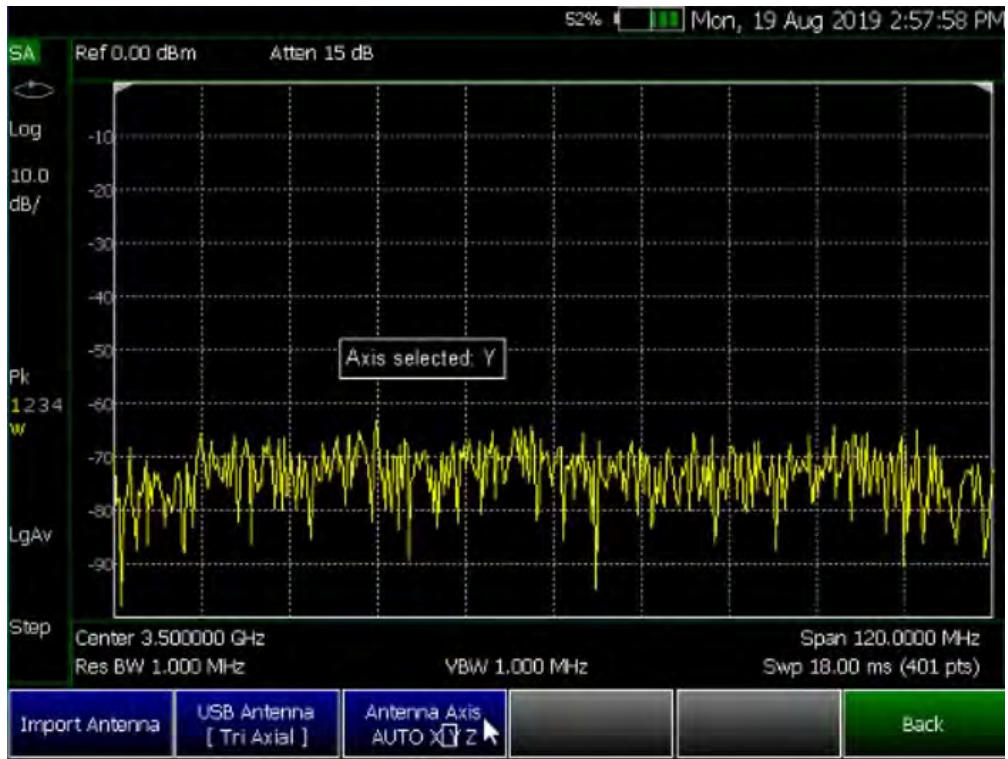 52% Mon, 19 Aug 2019 2:57:58 PM
SA Ref 0.00 dBm Atten 15 dB
Log
-10
10.0
-20
dB/
-30
-40
-50
Axis selected: Y
Pk
1234
-60
W
-70
-80
LgAv
-90
Step
Center 3.500000 GHz Span 120.0000 MHz
Res BW 1.000 MHz VBW 1.000 MHz Swp 18.00 ms (401 pts)
Import Antenna
USB Antenna
[ Tri Axial ]
Antenna Axis
AUTO X Y Z
Back